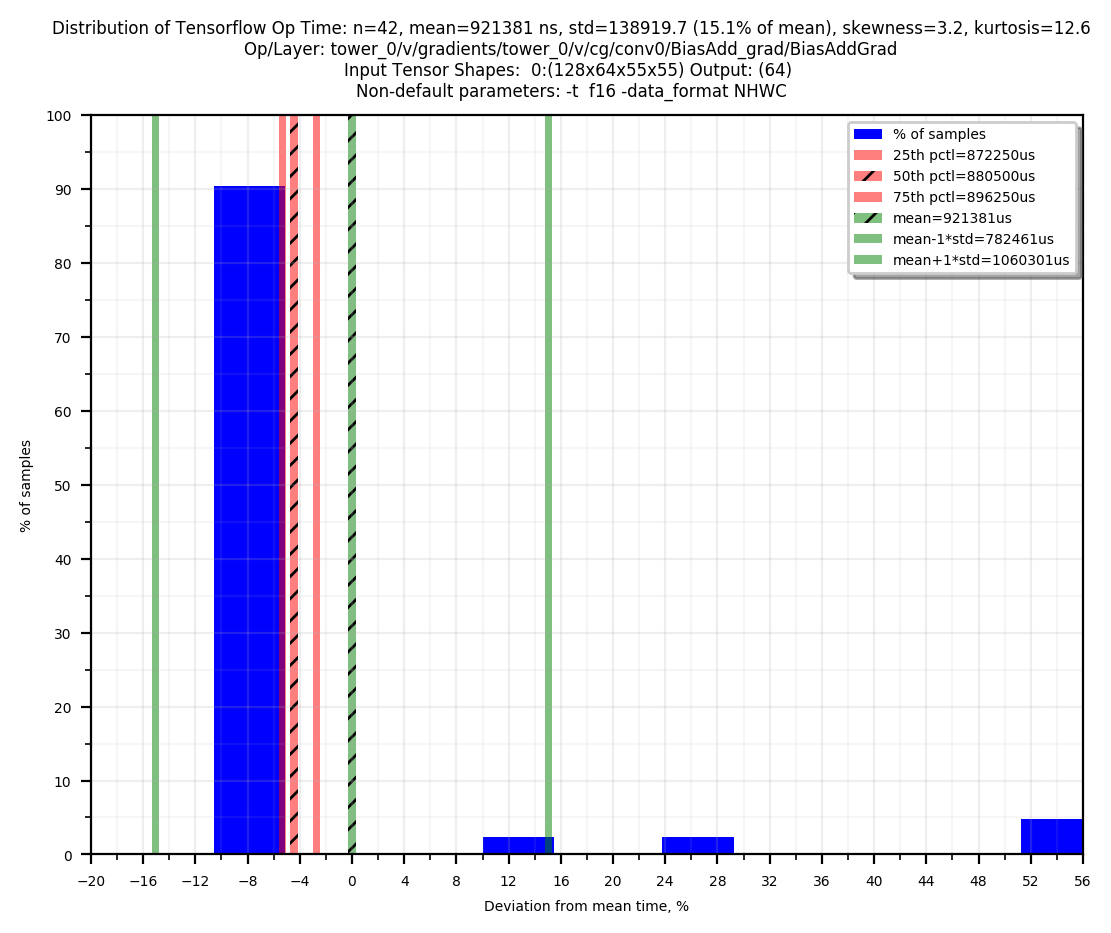 Distribution of Tensorflow Op Time: n=42, mean=921381 ns, std=138919.7 (15.1% of mean), skewness=3.2, kurtosis=12.6
Op/Layer: tower_0/v/gradients/tower_0/v/cg/conv0/BiasAdd_grad/BiasAddGrad
Input Tensor Shapes:  0:(128x64x55x55) Output: (64)
Non-default parameters: -t  f16 -data_format NHWC
% of samples
25th pctl=872250us
50th pctl=880500us
75th pctl=896250us
mean=921381us
mean-1*std=782461us
mean+1*std=1060301us
100
90
80
70
60
50
40
30
20
10
0
% of samples
−20 −16 −12 −8 −4 0 4 8 12 16 20 24 28 32 36 40 44 48 52 56
Deviation from mean time, %